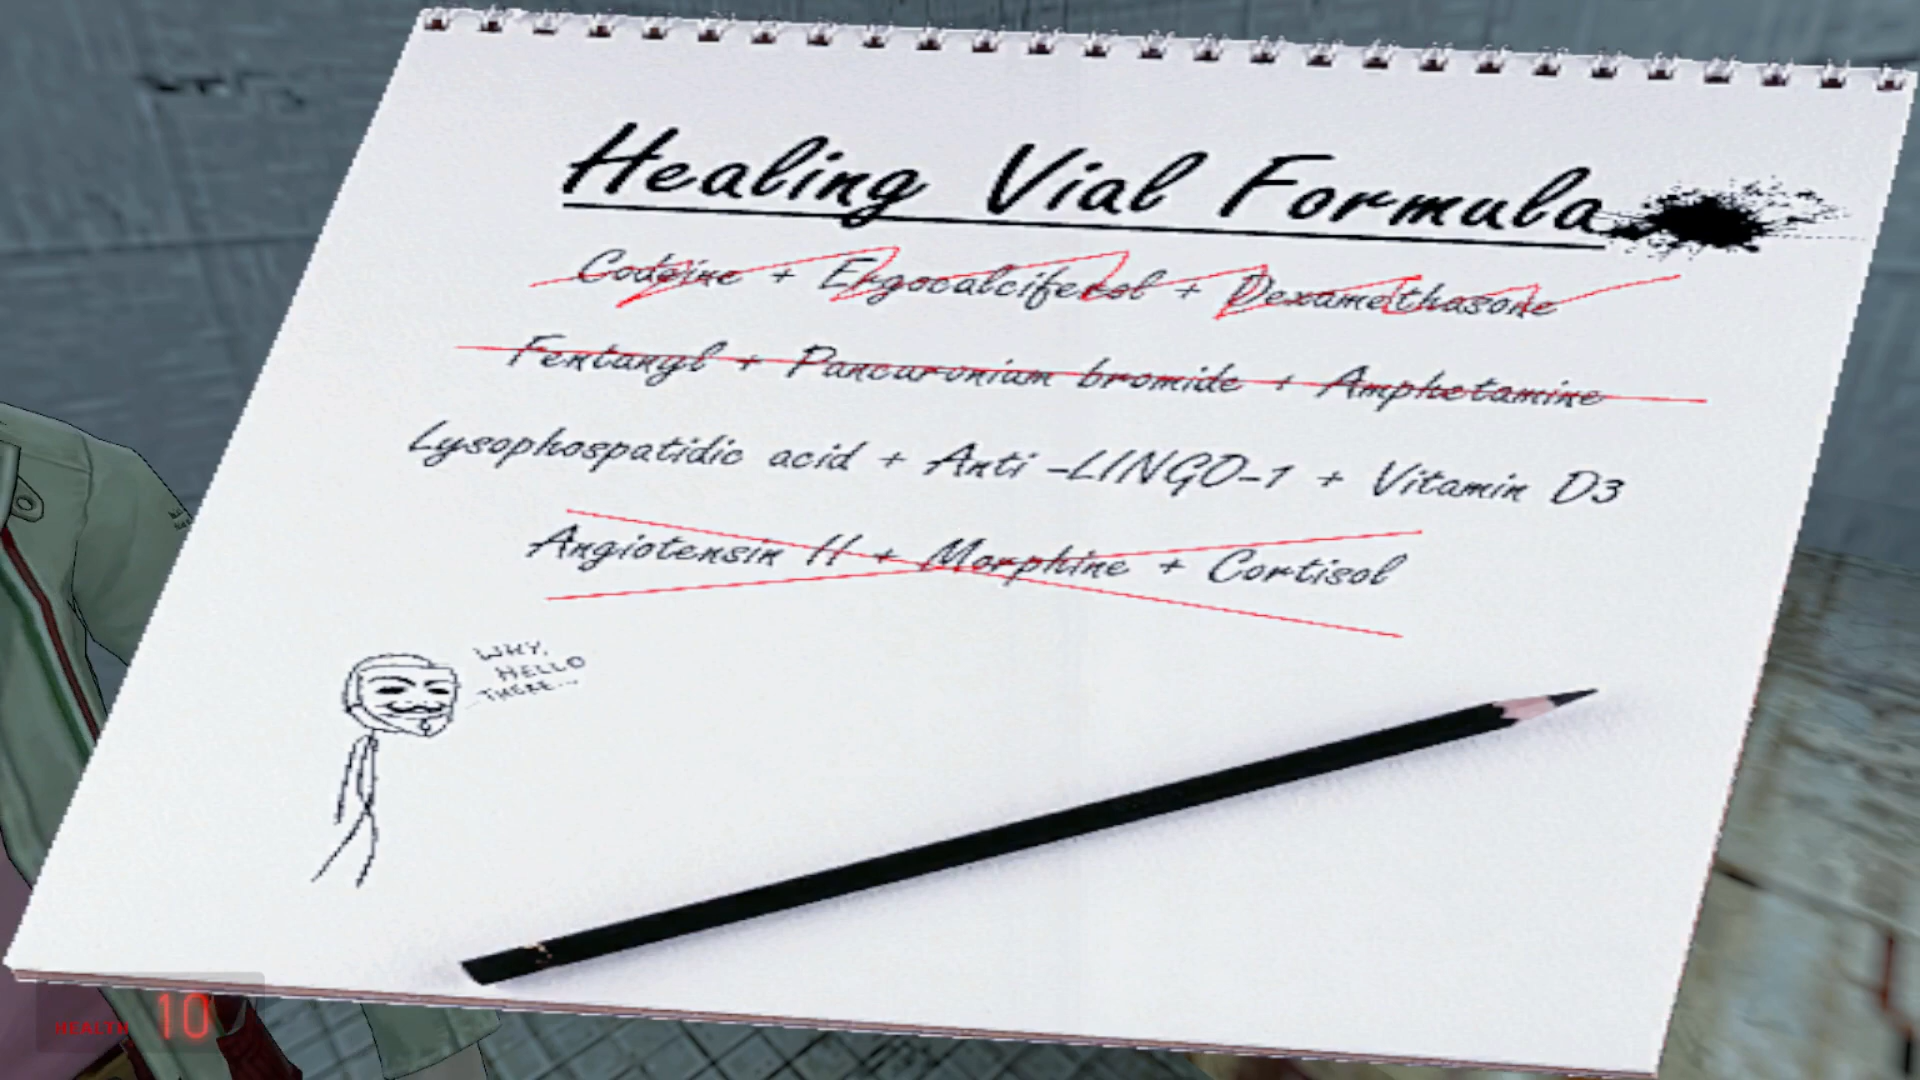 Healing Vial Formula
Codeine + Ergocalciferol + Dexamethasone
Fentanyl + Pancuronium bromide + Amphetamine
Lysophospatidic acid + Anti -LINGO-1 + Vitamin D3
Angiotensin II + Morphine + Cortisol
WHY,
HELLO
THERE...
HEALTH 10